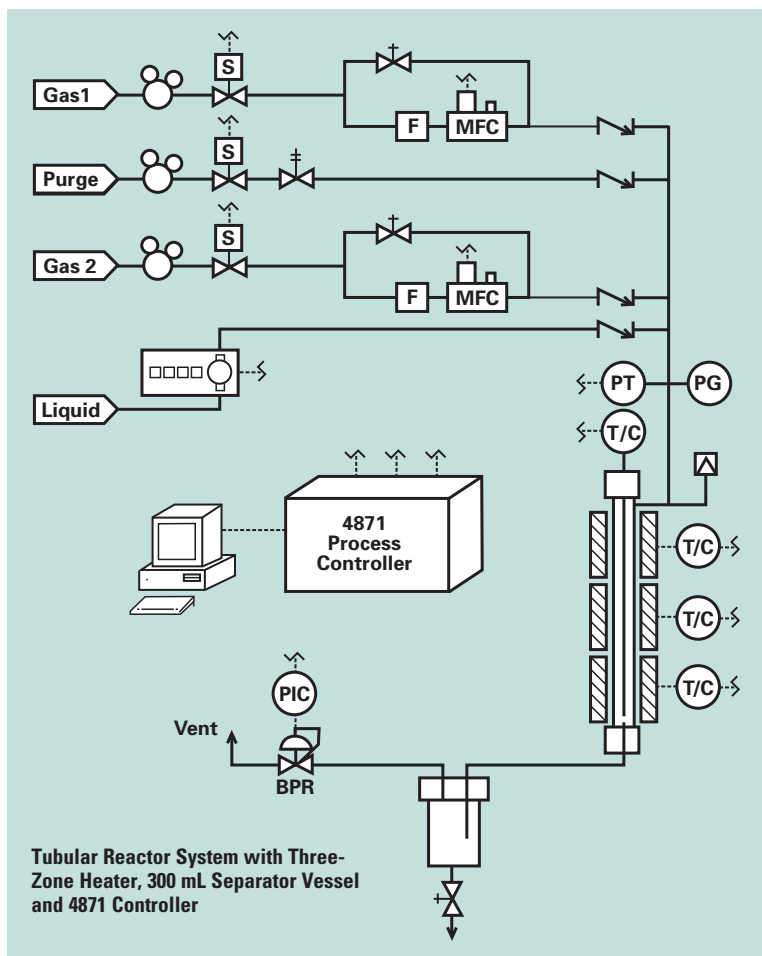 S
Gas1
F
MFC
S
Purge
S
Gas 2
F
MFC
Liquid
PT
PG
T/C
4871
Process
Controller
T/C
T/C
T/C
PIC
Vent
BPR
Tubular Reactor System with Three-
Zone Heater, 300 mL Separator Vessel
and 4871 Controller